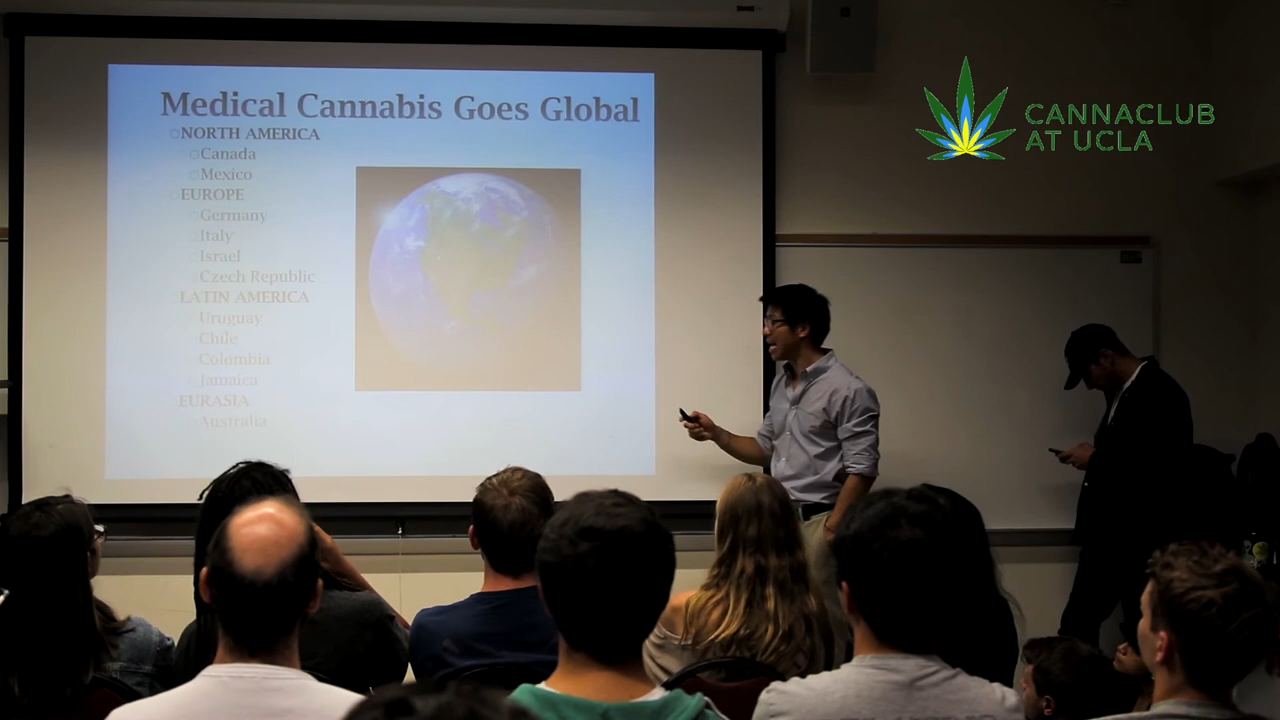 Medical Cannabis Goes Global
NORTH AMERICA
Canada
Mexico
EUROPE
Germany
Italy
Israel
Czech Republic
LATIN AMERICA
Uruguay
Chile
Colombia
Jamaica
EURASIA
Australia
CANNACLUB
AT UCLA